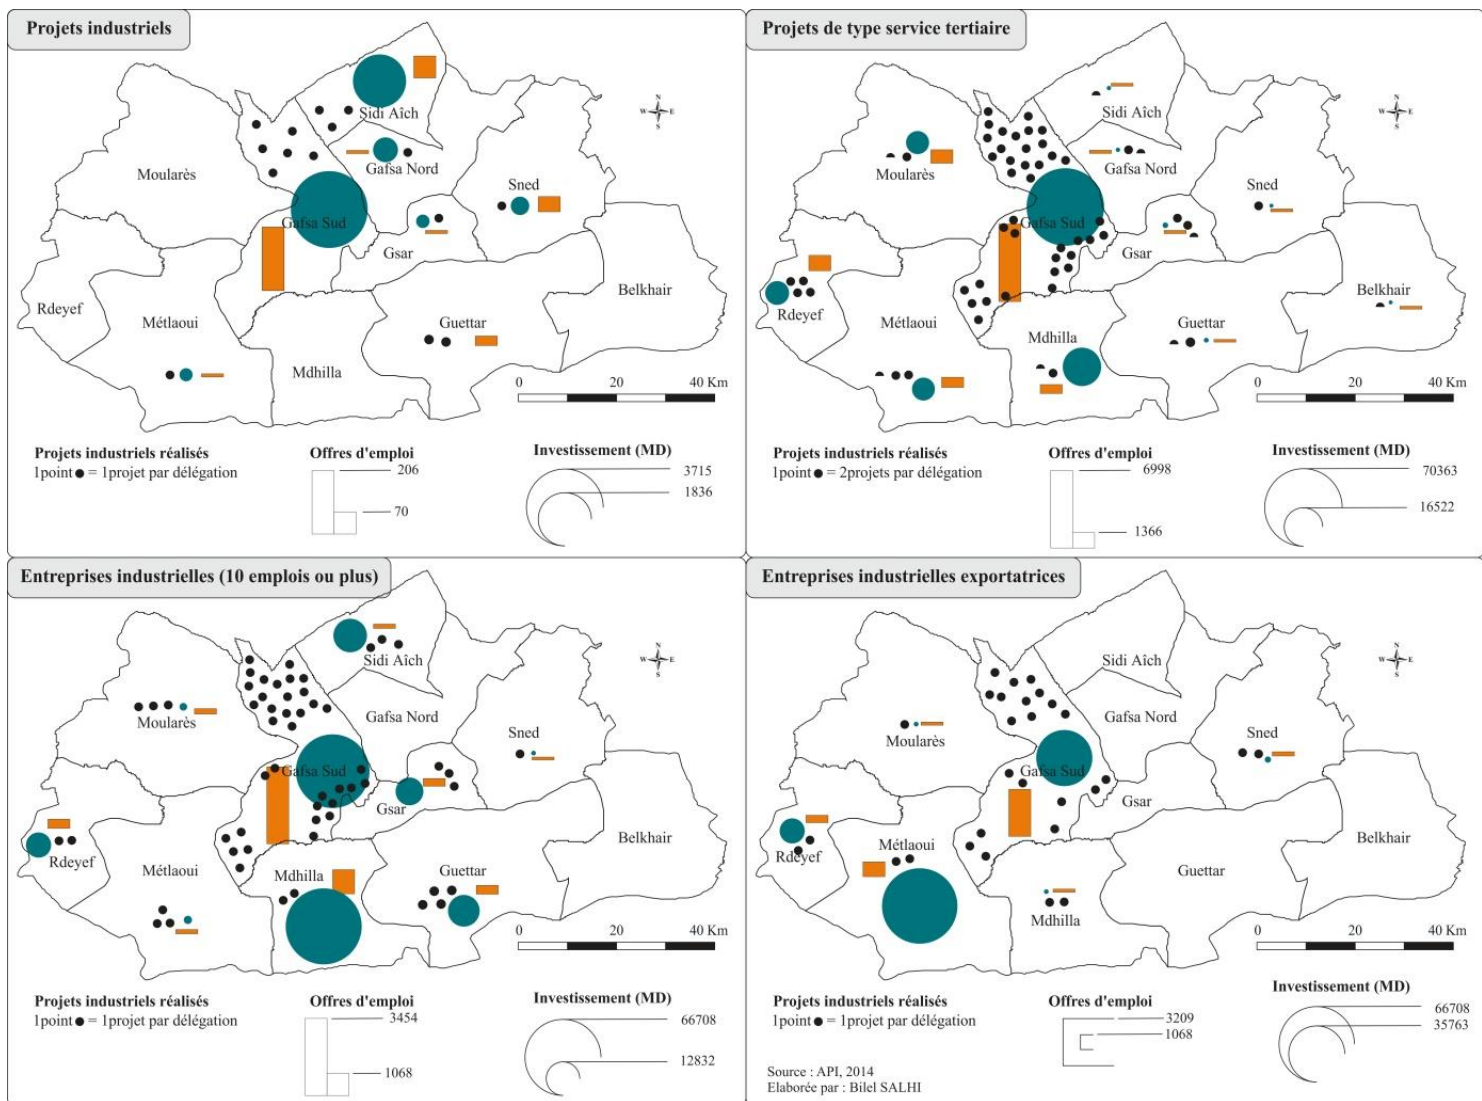 Projets industriels
N
W E
S
Sidi Aîch
Gafsa Nord
Moularès
Sned
Gafsa Sud
Gsar
Belkhair
Rdeyef
Métlaoui
Guettar
Mdhilla
0 20 40 Km
Projets industriels réalisés
1point = 1projet par délégation
Offres d'emploi
206
70
Investissement (MD)
3715
1836
Projets de type service tertiaire
N
W E
S
Sidi Aîch
Gafsa Nord
Moularès
Sned
Gafsa Sud
Gsar
Belkhair
Rdeyef
Métlaoui
Guettar
Mdhilla
0 20 40 Km
Projets industriels réalisés
1point = 2projets par délégation
Offres d'emploi
6998
1366
Investissement (MD)
70363
16522
Entreprises industrielles (10 emplois ou plus)
N
W E
S
Sidi Aîch
Gafsa Nord
Moularès
Sned
Gafsa Sud
Gsar
Belkhair
Rdeyef
Métlaoui
Mdhilla
Guettar
0 20 40 Km
Projets industriels réalisés
1point = 1projet par délégation
Offres d'emploi
3454
1068
Investissement (MD)
66708
12832
Entreprises industrielles exportatrices
N
W E
S
Sidi Aîch
Gafsa Nord
Moularès
Sned
Gafsa Sud
Gsar
Belkhair
Rdeyef
Métlaoui
Guettar
Mdhilla
0 20 40 Km
Projets industriels réalisés
1point = 1projet par délégation
Offres d'emploi
3209
1068
Investissement (MD)
66708
35763
Source : API, 2014
Elaborée par : Bilel SALHI